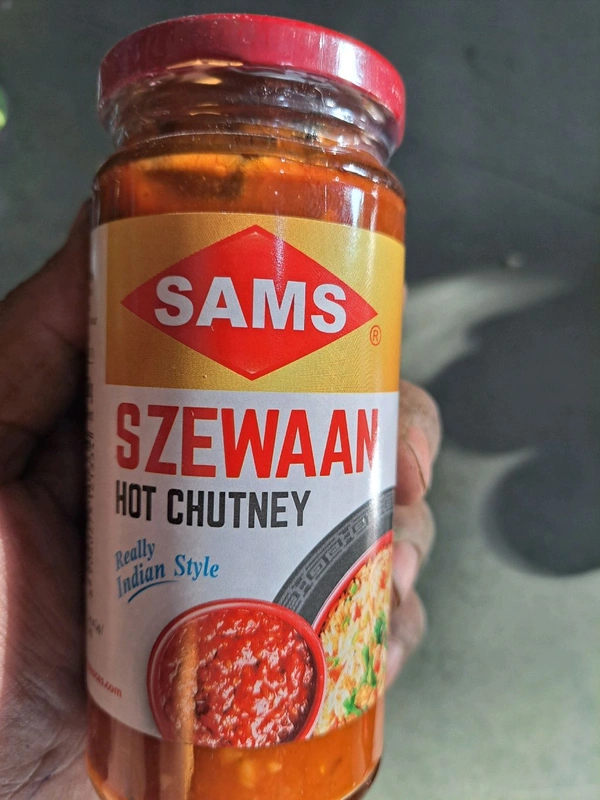 SAMS
®
SZEWAAN
HOT CHUTNEY
Really
Indian Style